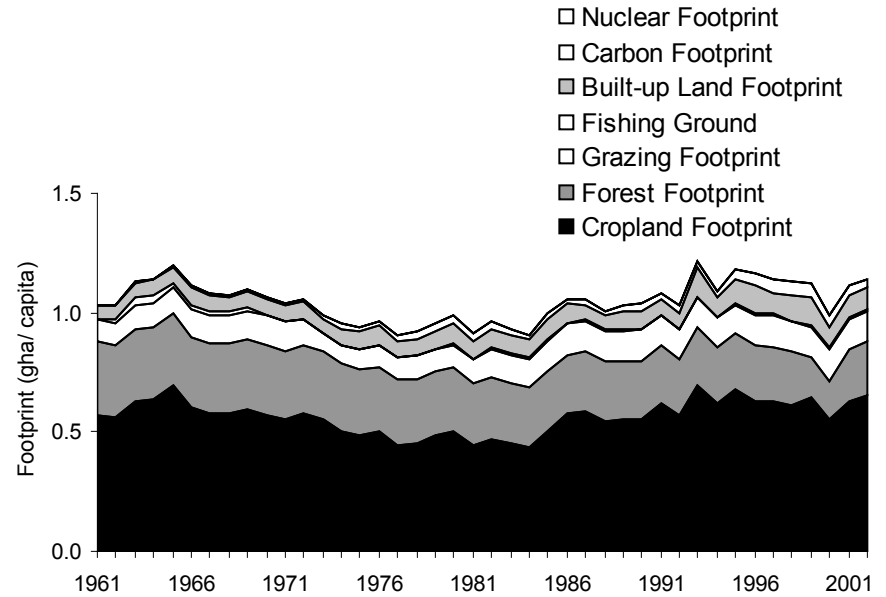 Nuclear Footprint
Carbon Footprint
Built-up Land Footprint
Fishing Ground
Grazing Footprint
Forest Footprint
Cropland Footprint
Footprint (gha/ capita)
1.5
1.0
0.5
0.0
1961 1966 1971 1976 1981 1986 1991 1996 2001